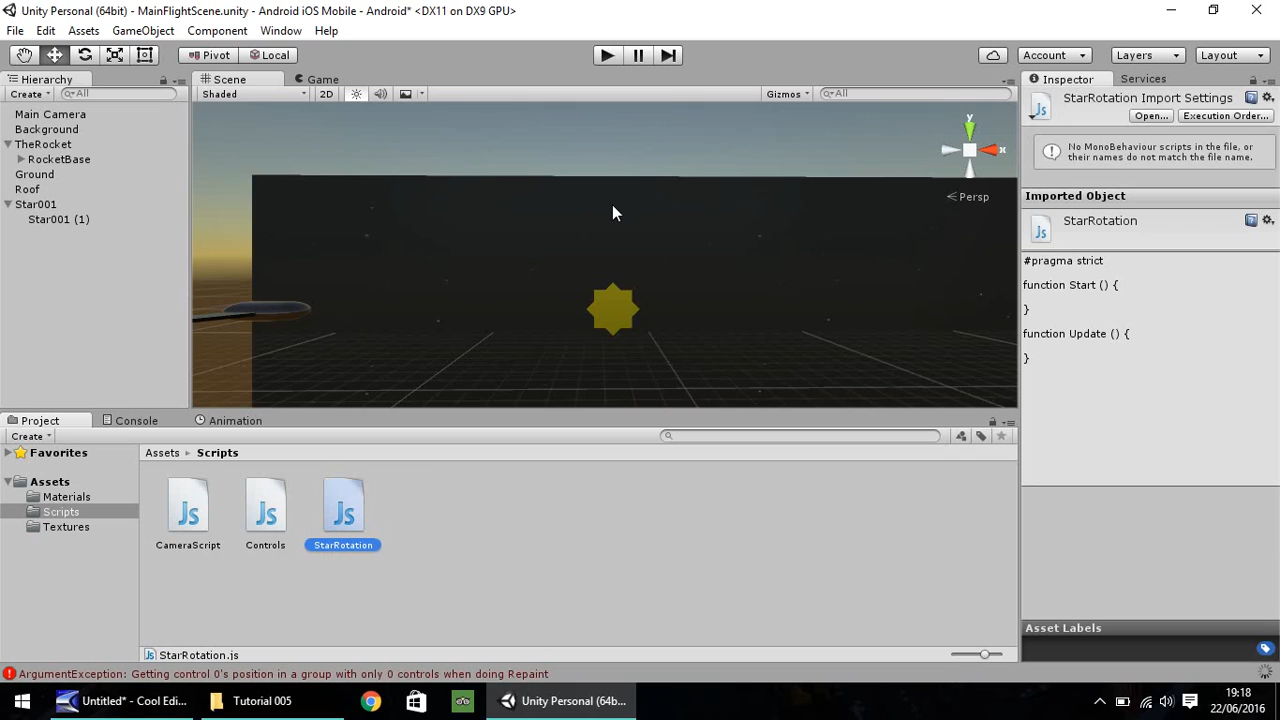 Unity Personal (64bit) - MainFlightScene.unity - Android iOS Mobile - Android* <DX11 on DX9 GPU>
File Edit Assets GameObject Component Window Help
Pivot Local Account Layers Layout
Hierarchy Scene Game Inspector Services
Create All Shaded 2D Gizmos All
StarRotation Import Settings
Open... Execution Order...
Main Camera
Background
TheRocket
RocketBase
Ground
Roof
Star001
Star001 (1)
y
x
Persp
No MonoBehaviour scripts in the file, or
their names do not match the file name.
Imported Object
StarRotation
#pragma strict
function Start () {
}
function Update () {
}
Project Console Animation
Create
Favorites
Assets
Materials
Scripts
Textures
Assets Scripts
Js CameraScript
Js Controls
Js StarRotation
StarRotation.js
Asset Labels
ArgumentException: Getting control 0's position in a group with only 0 controls when doing Repaint
Untitled* - Cool Edi... Tutorial 005 Unity Personal (64b...
19:18
22/06/2016